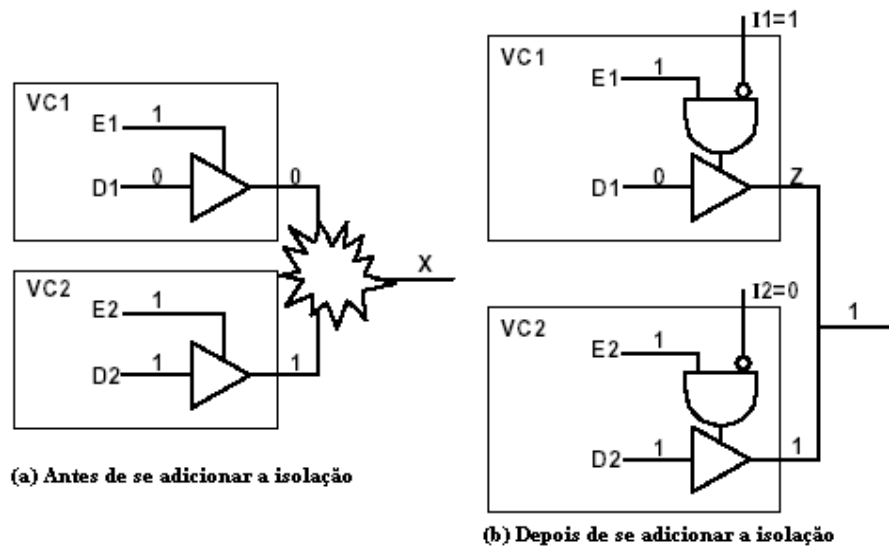 VC1
E1 1
D1 0 0
X
VC2
E2 1
D2 1 1
(a) Antes de se adicionar a isolação
I1=1
VC1
E1 1
D1 0 Z
I2=0
VC2
1
E2 1
D2 1 1
(b) Depois de se adicionar a isolação